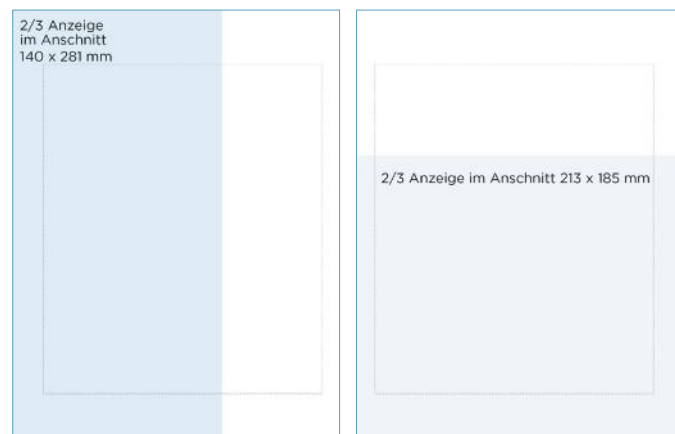 2/3 Anzeige
im Anschnitt
140 x 281 mm
2/3 Anzeige im Anschnitt 213 x 185 mm